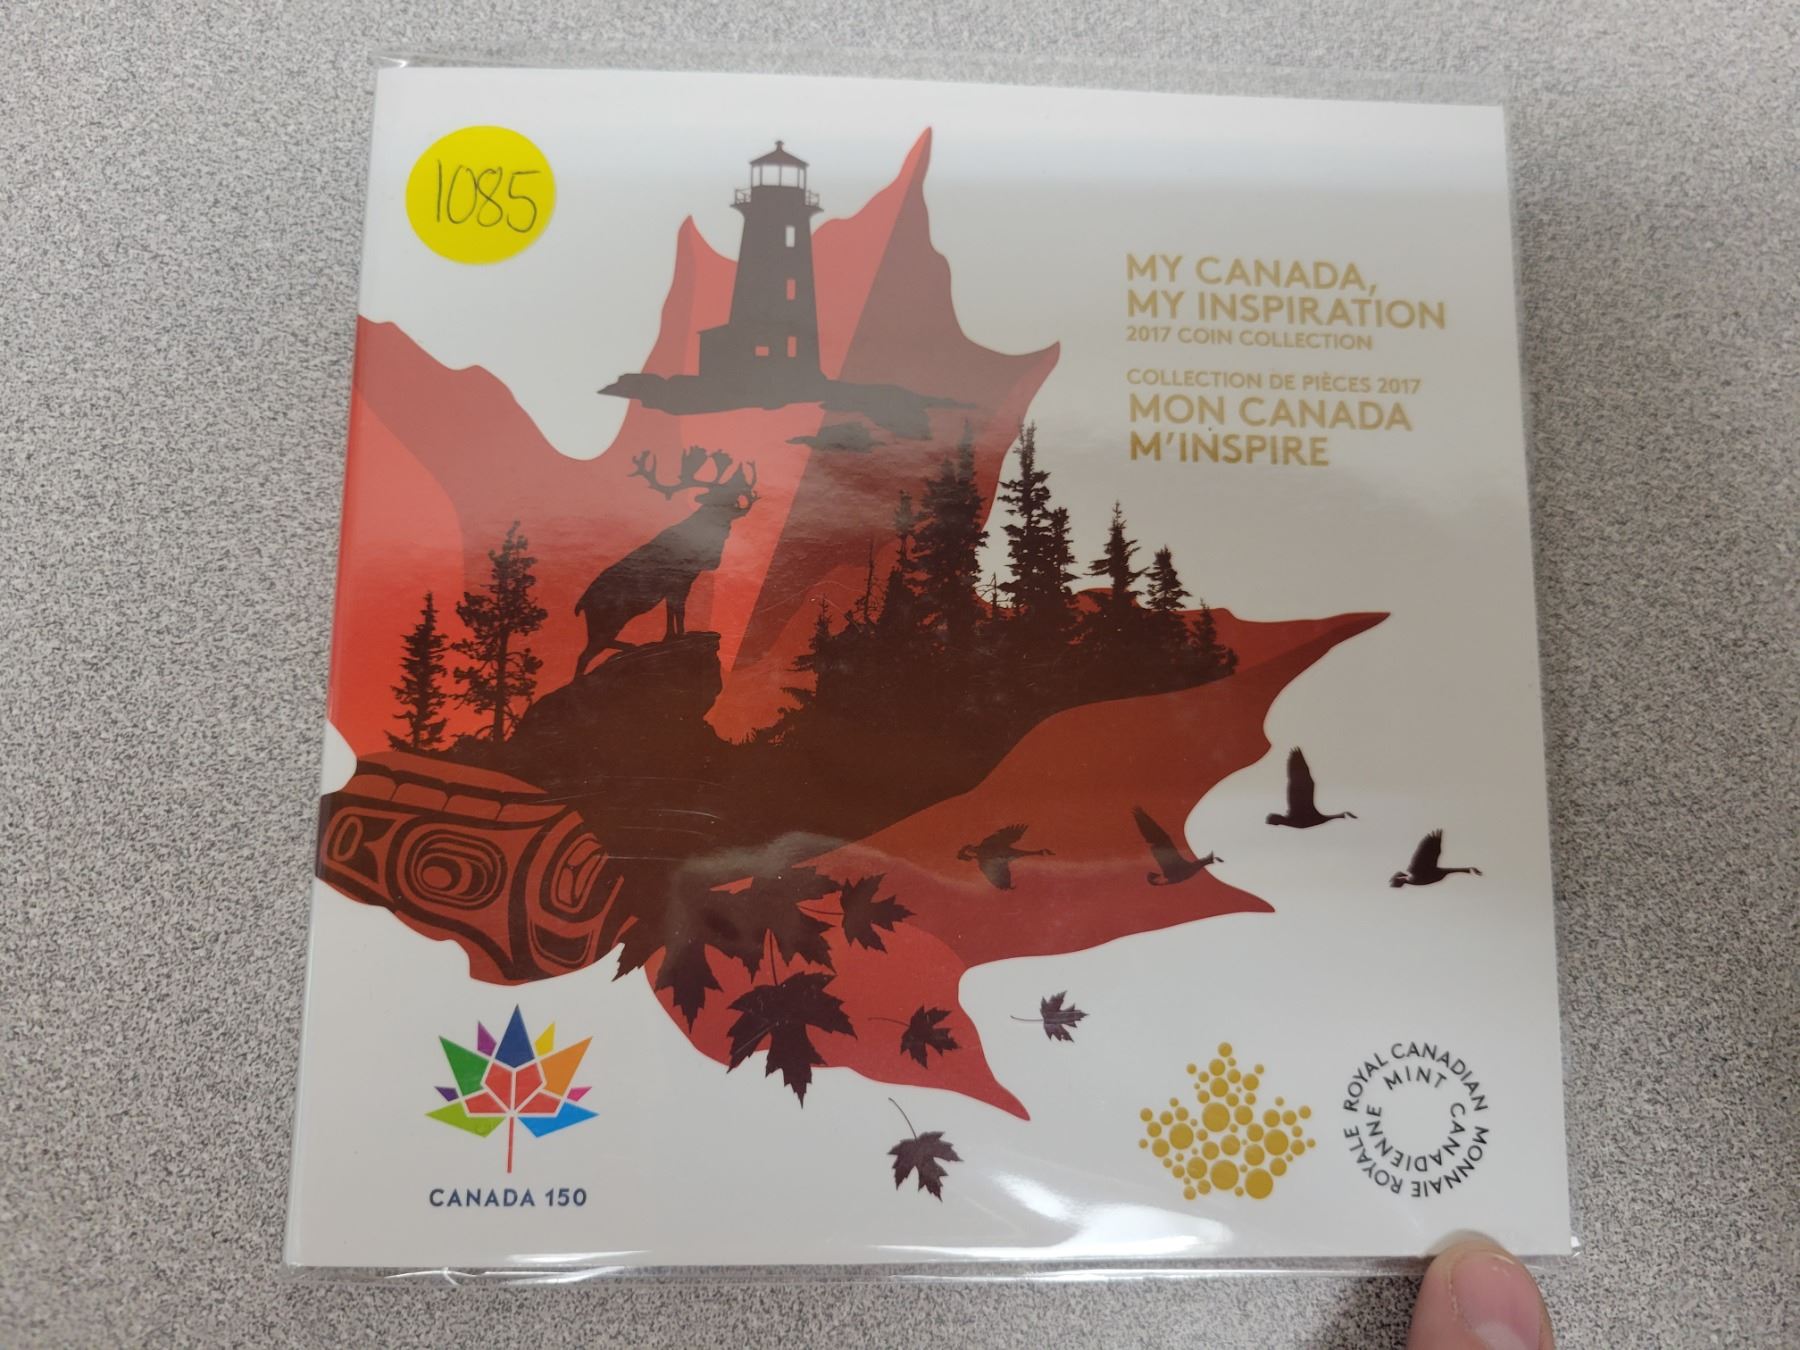 1085
MY CANADA,
MY INSPIRATION
2017 COIN COLLECTION
COLLECTION DE PIÈCES 2017
MON CANADA
M'INSPIRE
CANADA 150
ROYAL CANADIAN MINT
MONNAIE ROYALE CANADIENNE